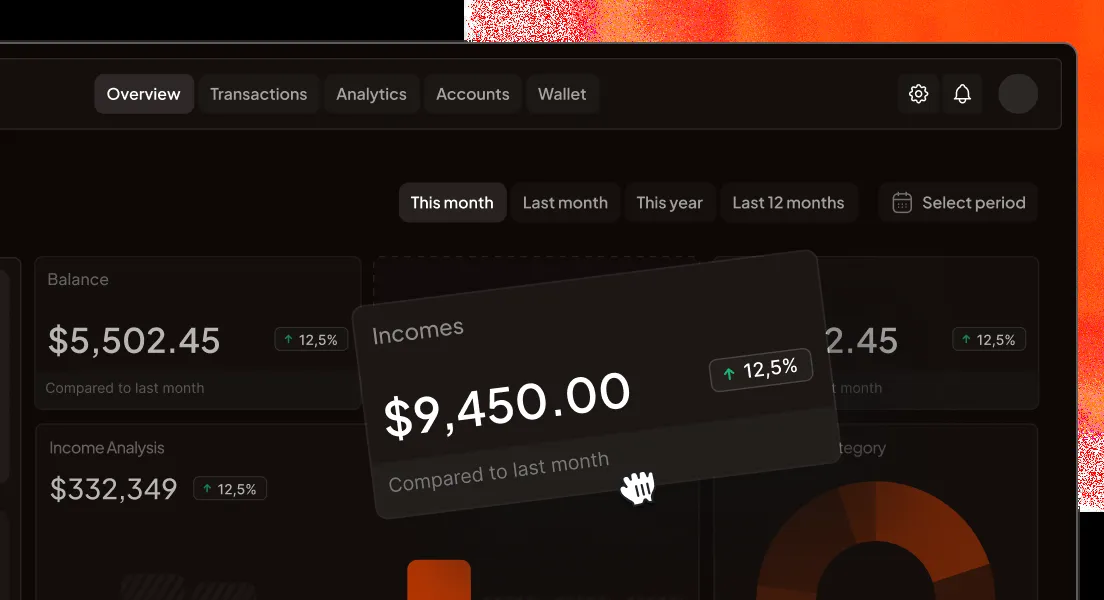 Overview Transactions Analytics Accounts Wallet
This month Last month This year Last 12 months Select period
Balance
$5,502.45 12,5%
Compared to last month
Incomes
$9,450.00 12,5%
Compared to last month
2.45 12,5%
month
Income Analysis
$332,349 12,5%
tegory